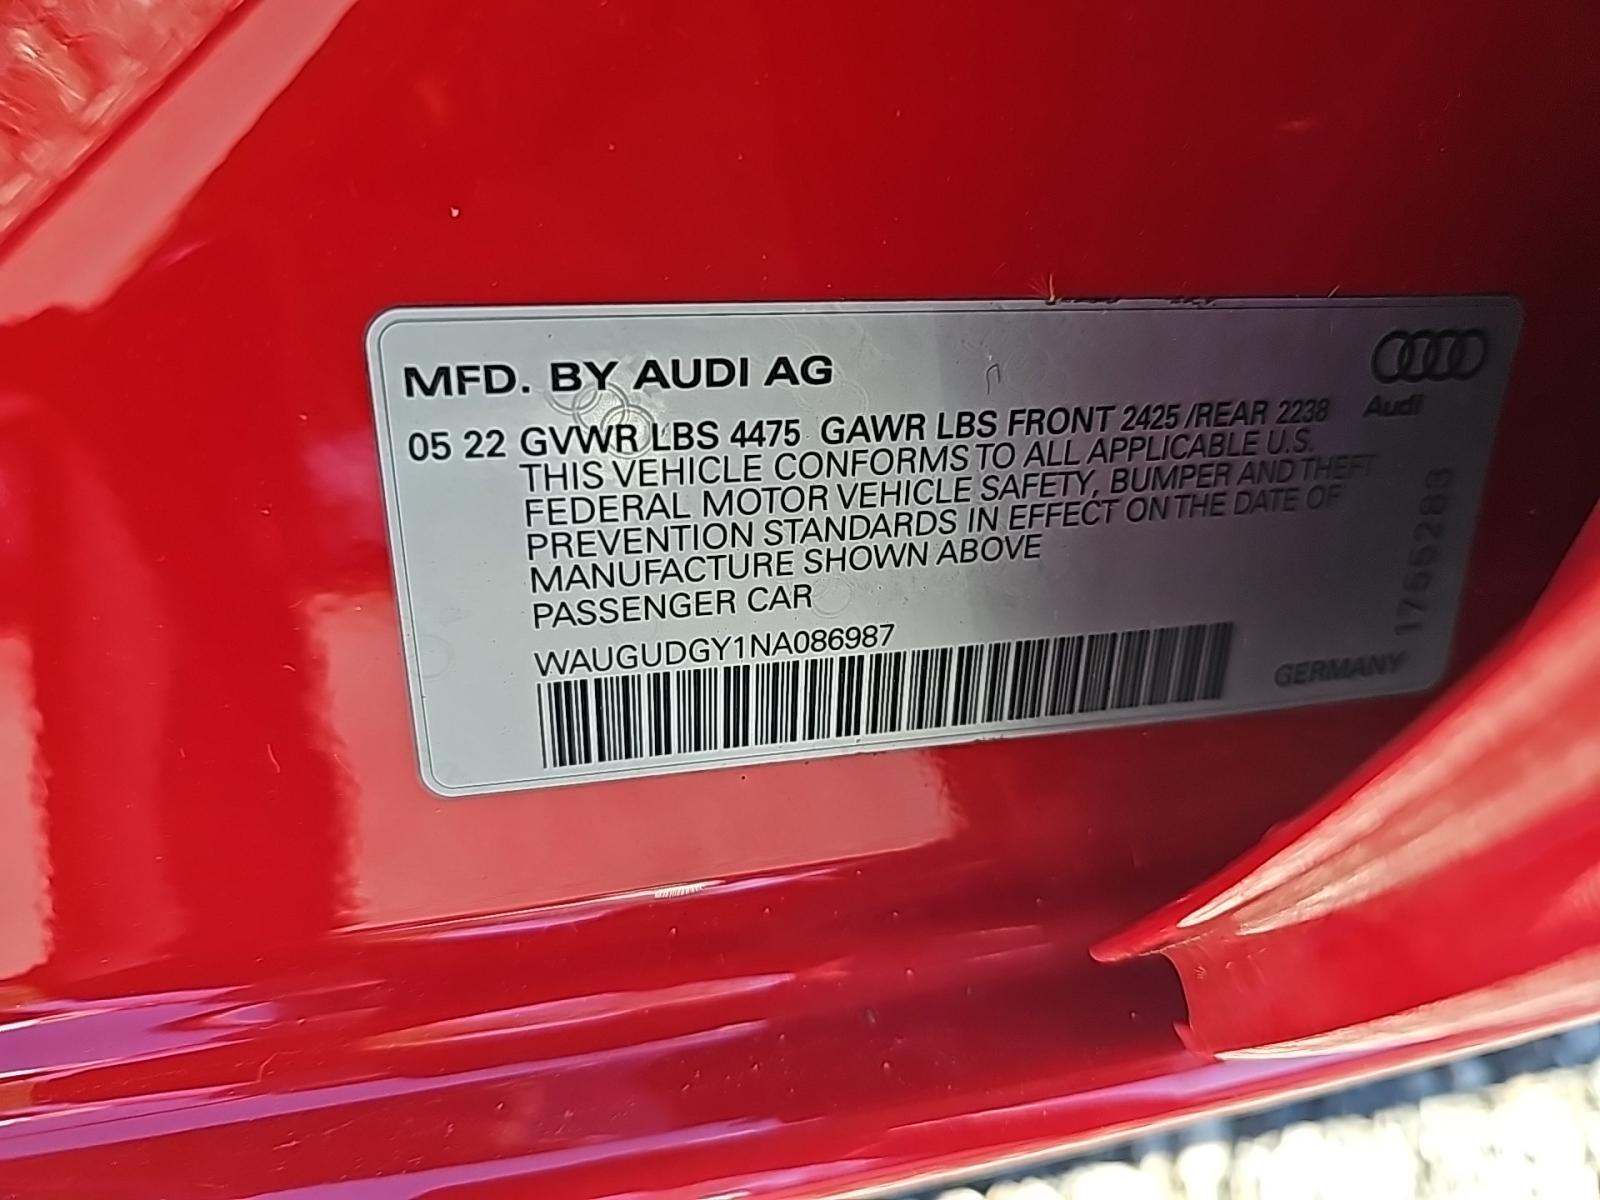 MFD. BY AUDI AG
Audi
05 22 GVWR LBS 4475 GAWR LBS FRONT 2425 /REAR 2238
THIS VEHICLE CONFORMS TO ALL APPLICABLE U.S.
FEDERAL MOTOR VEHICLE SAFETY, BUMPER AND THEFT
PREVENTION STANDARDS IN EFFECT ON THE DATE OF
MANUFACTURE SHOWN ABOVE
PASSENGER CAR
WAUGUDGY1NA086987
GERMANY